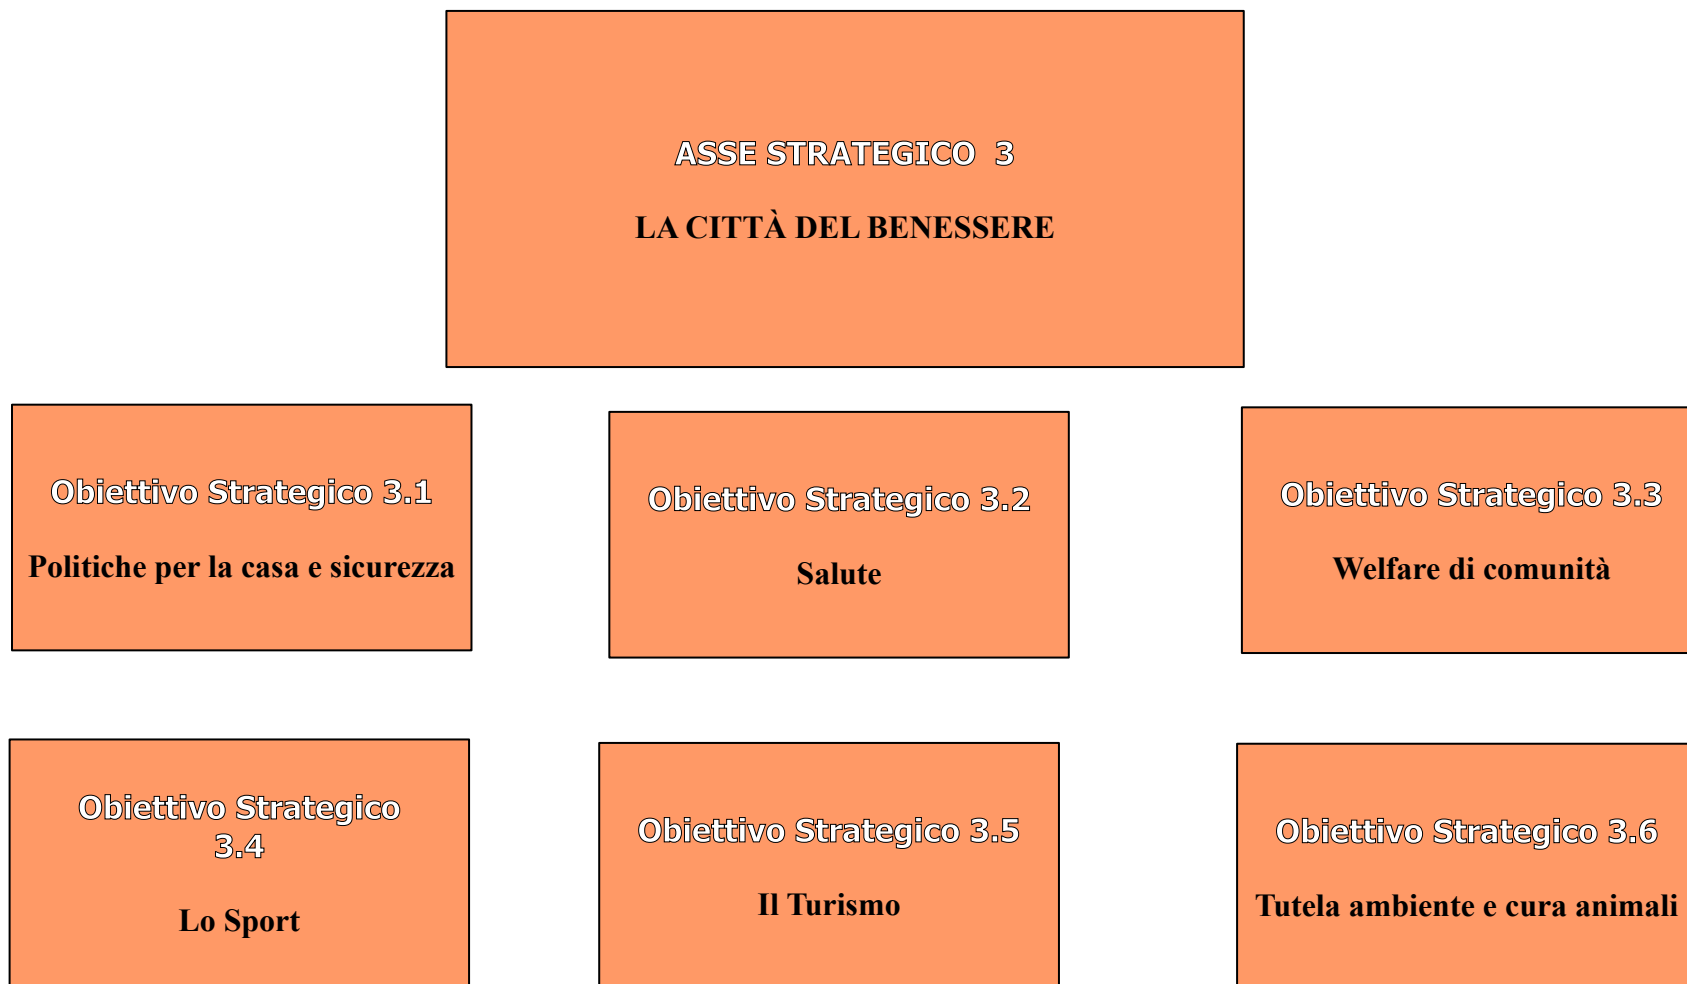 ASSE STRATEGICO 3
LA CITTÀ DEL BENESSERE
Obiettivo Strategico 3.1
Politiche per la casa e sicurezza
Obiettivo Strategico 3.2
Salute
Obiettivo Strategico 3.3
Welfare di comunità
Obiettivo Strategico
3.4
Lo Sport
Obiettivo Strategico 3.5
Il Turismo
Obiettivo Strategico 3.6
Tutela ambiente e cura animali